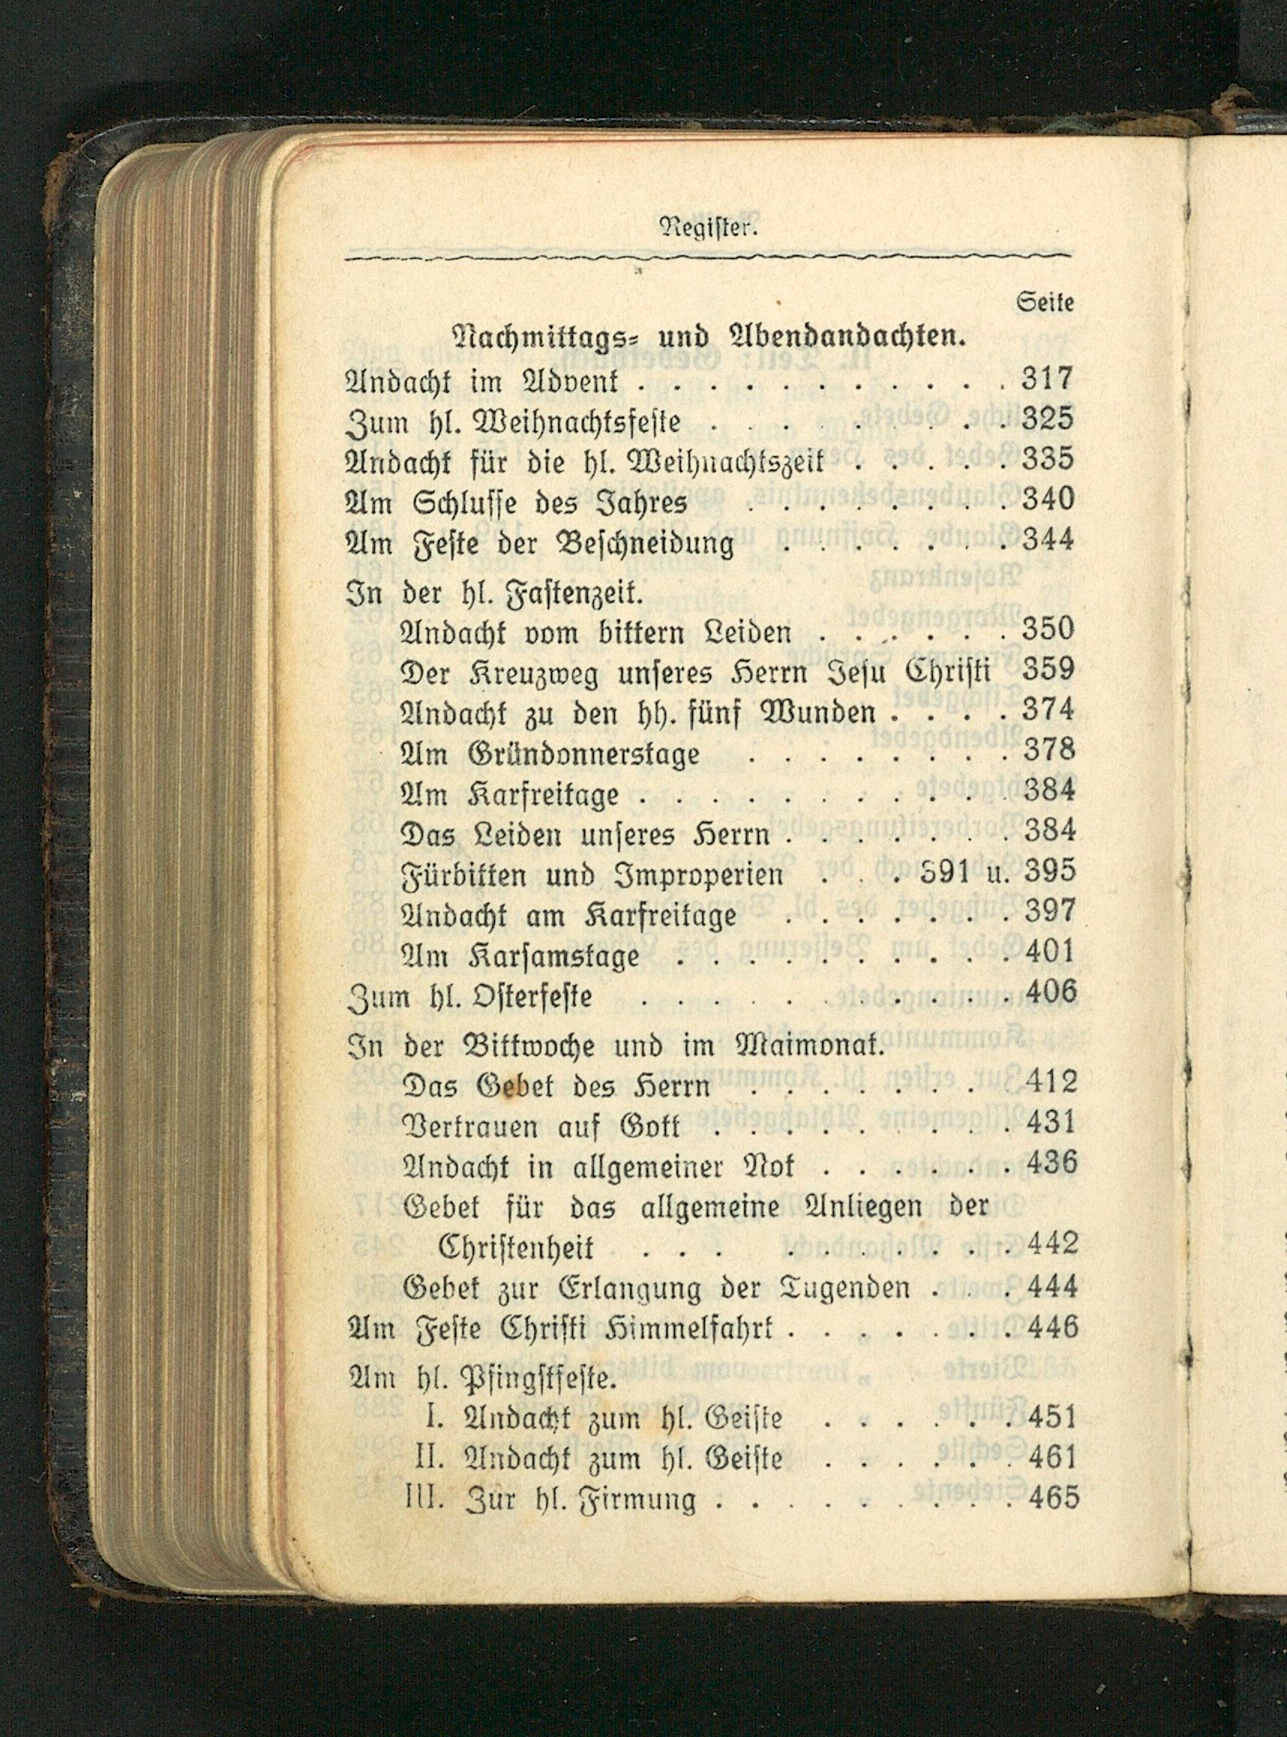 Register.
Seite
Nachmittags- und Abendandachten.
Andacht im Advent . . . . . . . . . . . 317
Zum hl. Weihnachtsfeste . . . . . . . . . 325
Andacht für die hl. Weihnachtszeit . . . . . 335
Am Schlusse des Jahres . . . . . . . . 340
Am Feste der Beschneidung . . . . . . . 344
In der hl. Fastenzeit.
Andacht vom bittern Leiden . . . . . . 350
Der Kreuzweg unseres Herrn Jesu Christi 359
Andacht zu den hh. fünf Wunden . . . . 374
Am Gründonnerstage . . . . . . . . 378
Am Karfreitage . . . . . . . . . . . 384
Das Leiden unseres Herrn . . . . . . . 384
Fürbitten und Improperien . . . 391 u. 395
Andacht am Karfreitage . . . . . . . 397
Am Karsamstage . . . . . . . . . . 401
Zum hl. Osterfeste . . . . . . . . . . . 406
In der Bittwoche und im Maimonat.
Das Gebet des Herrn . . . . . . . 412
Vertrauen auf Gott . . . . . . . . . 431
Andacht in allgemeiner Not . . . . . . 436
Gebet für das allgemeine Anliegen der
Christenheit . . . . . . . . . . 442
Gebet zur Erlangung der Tugenden . . . 444
Am Feste Christi Himmelfahrt . . . . . . . 446
Am hl. Pfingstfeste.
I. Andacht zum hl. Geiste . . . . . . 451
II. Andacht zum hl. Geiste . . . . . . 461
III. Zur hl. Firmung . . . . . . . . . 465